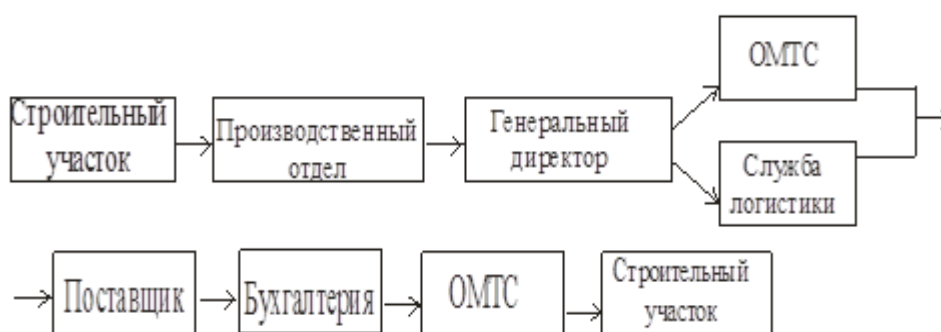 ОМТС
Строительный
участок
Производственный
отдел
Генеральный
директор
Служба
логистики
Поставщик
Бухгалтерия
ОМТС
Строительный
участок